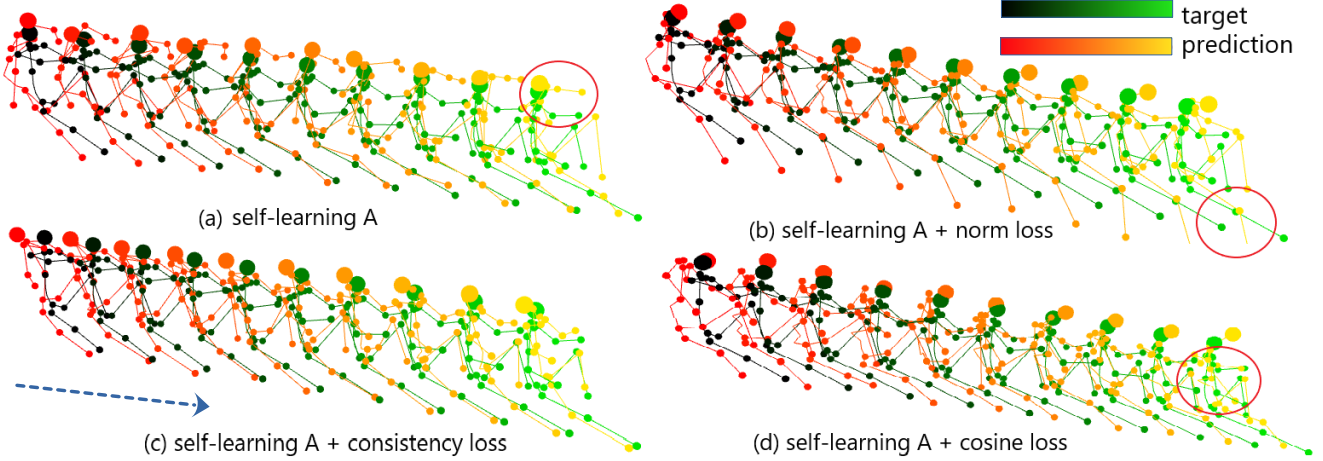 target
prediction
(a) self-learning A
(b) self-learning A + norm loss
(c) self-learning A + consistency loss
(d) self-learning A + cosine loss